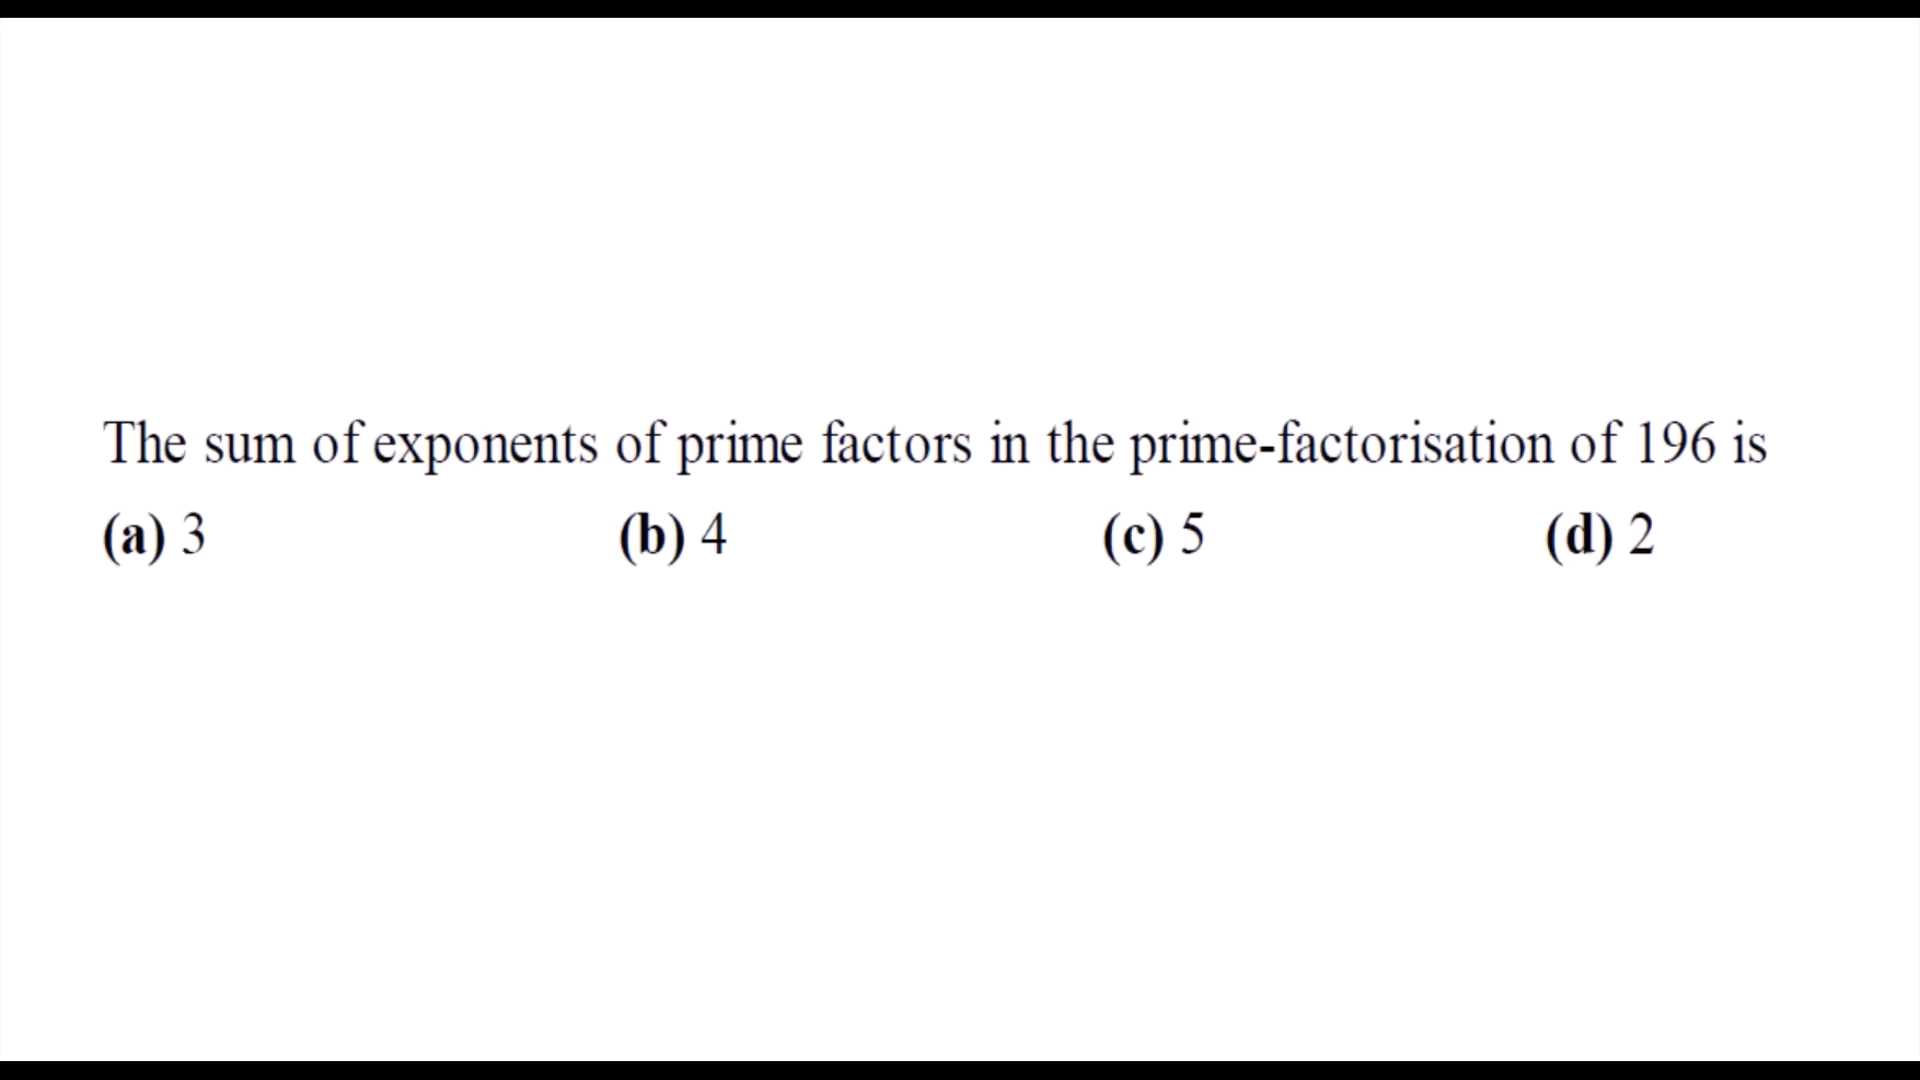 The sum of exponents of prime factors in the prime-factorisation of 196 is
(a) 3 (b) 4 (c) 5 (d) 2